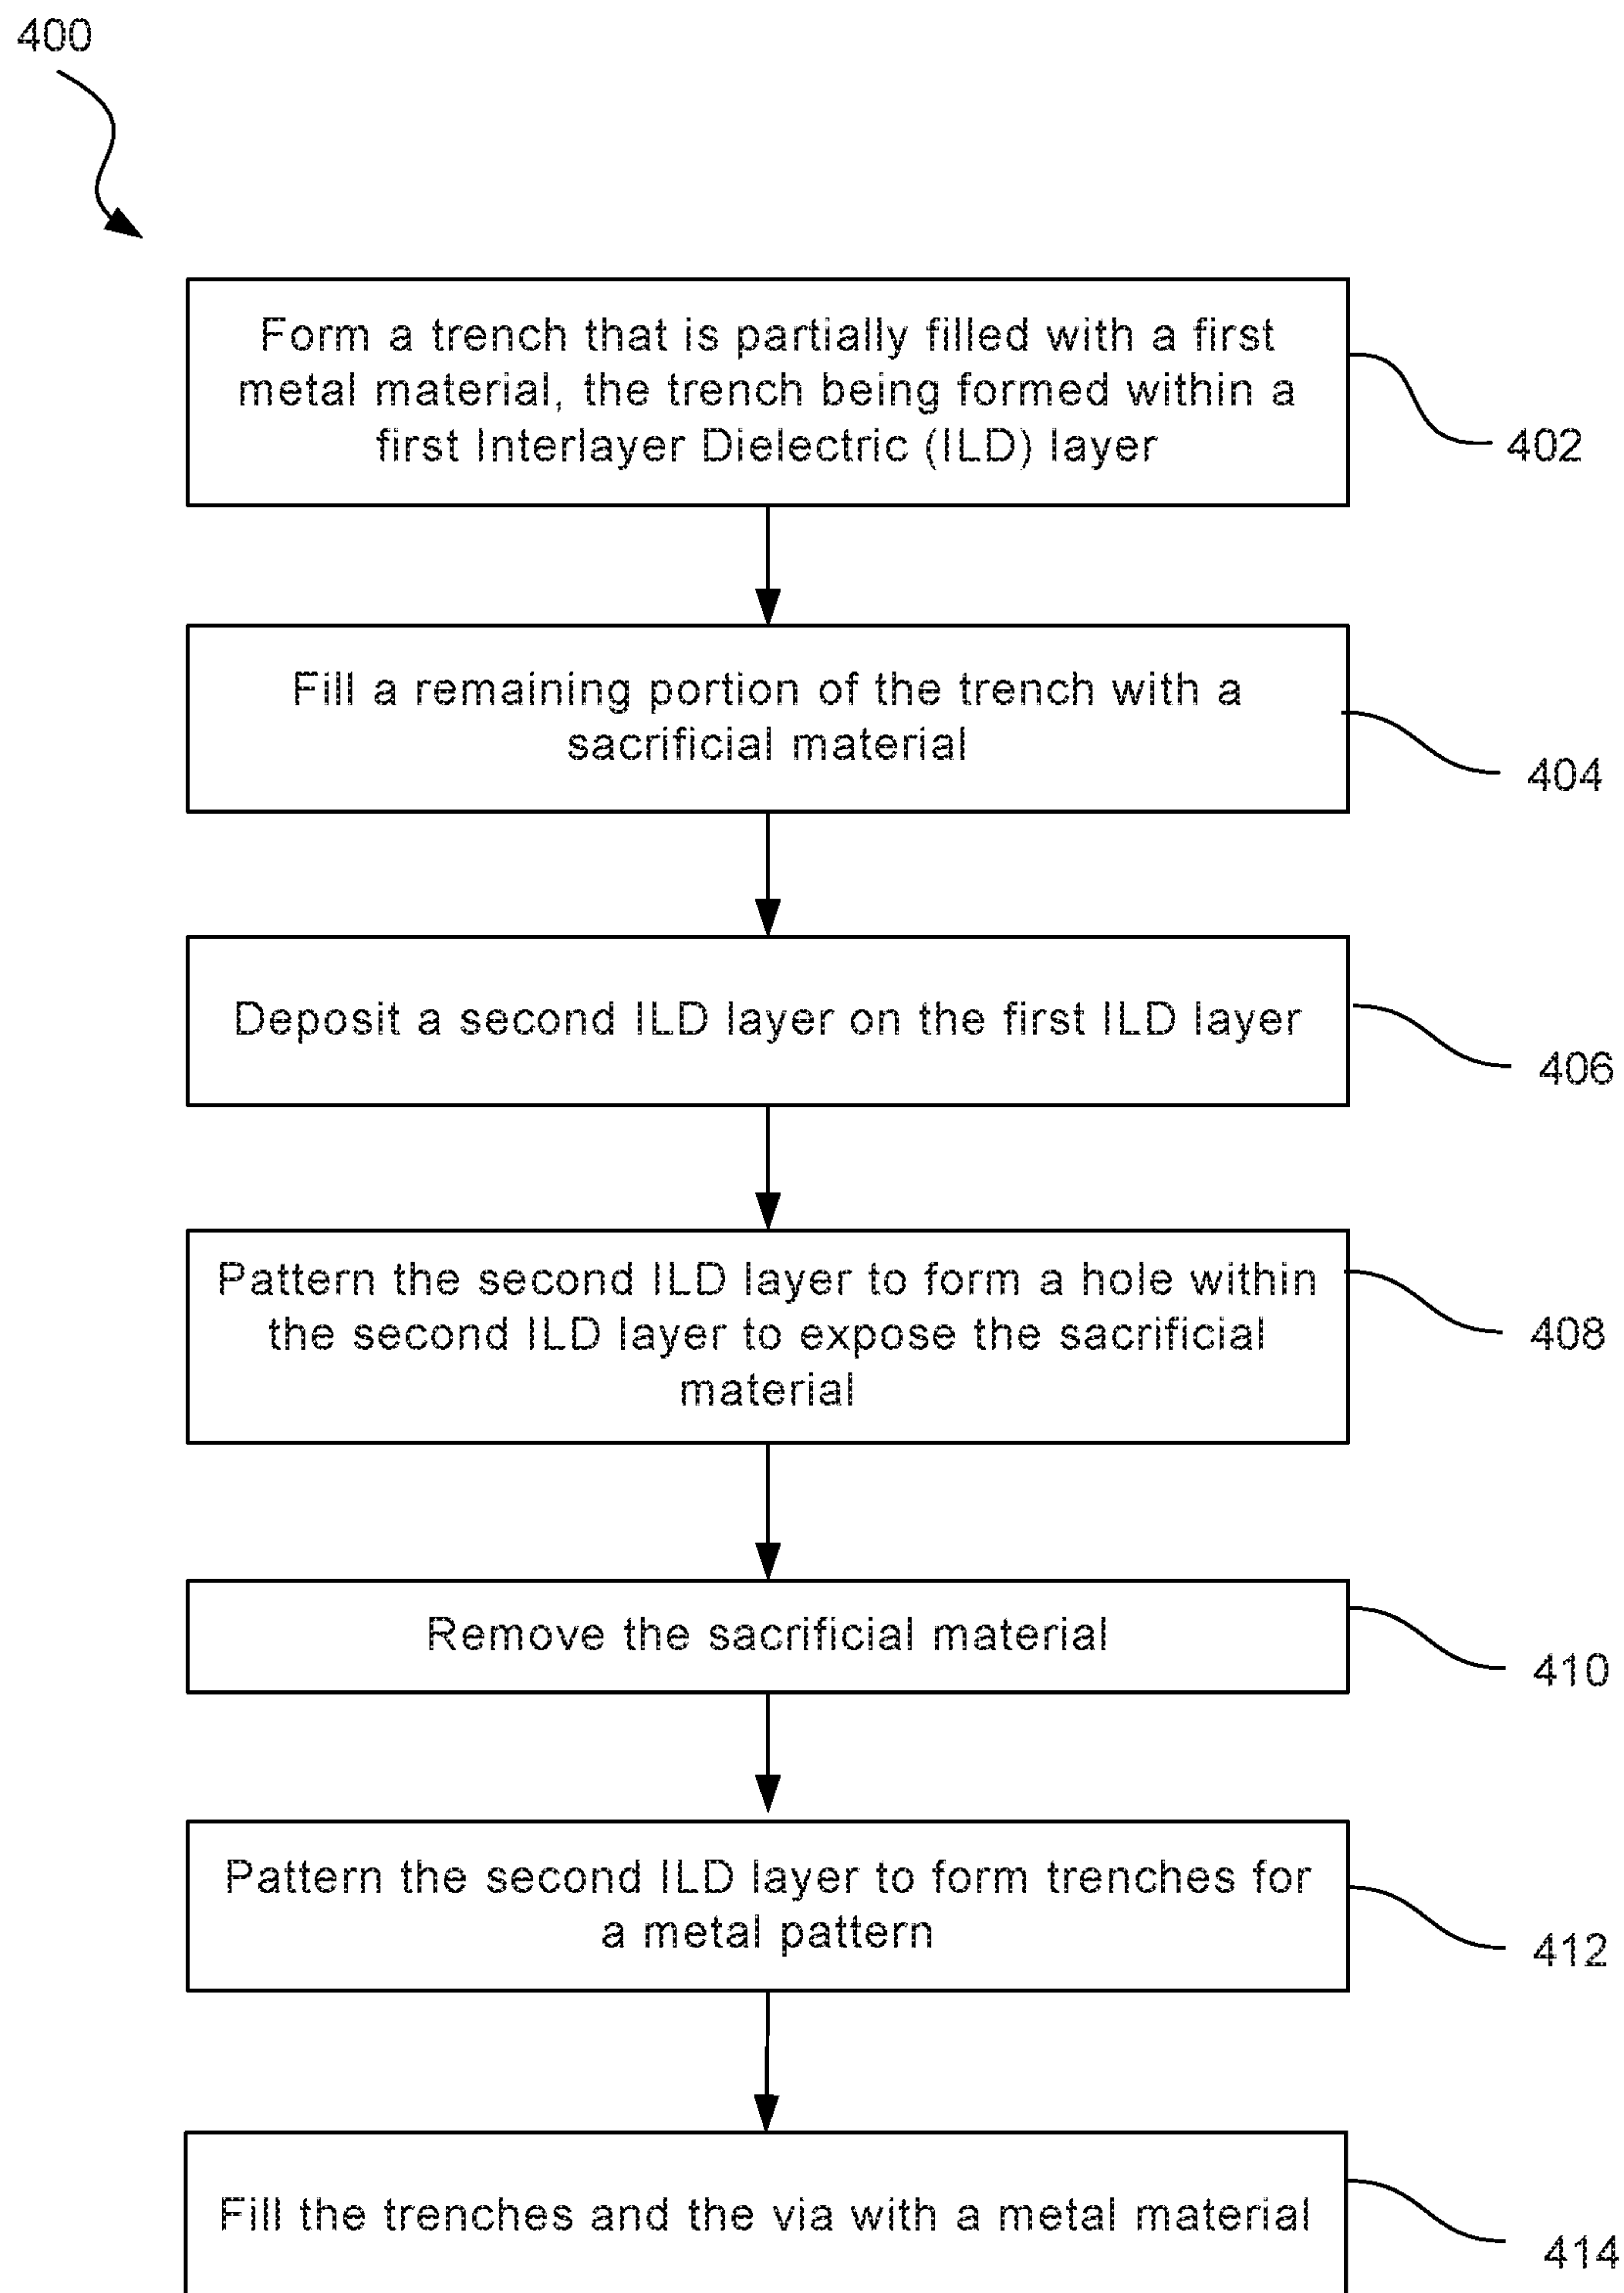 400
Form a trench that is partially filled with a first
metal material, the trench being formed within a
first Interlayer Dielectric (ILD) layer
402
Fill a remaining portion of the trench with a
sacrificial material
404
Deposit a second ILD layer on the first ILD layer
406
Pattern the second ILD layer to form a hole within
the second ILD layer to expose the sacrificial
material
408
Remove the sacrificial material
410
Pattern the second ILD layer to form trenches for
a metal pattern
412
Fill the trenches and the via with a metal material
414